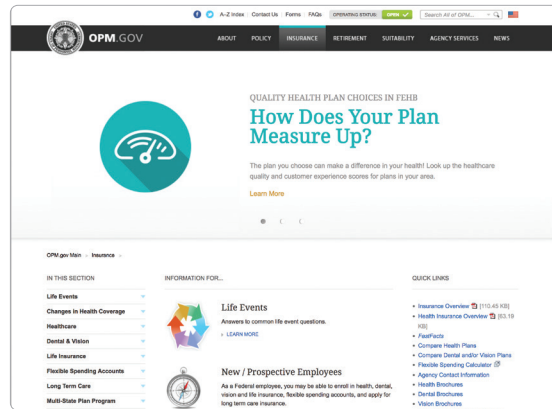 A-Z Index Contact Us Forms FAQs OPERATING STATUS: OPEN Search All of OPM...
OPM.GOV ABOUT POLICY INSURANCE RETIREMENT SUITABILITY AGENCY SERVICES NEWS
QUALITY HEALTH PLAN CHOICES IN FEHB
How Does Your Plan
Measure Up?
The plan you choose can make a difference in your health! Look up the healthcare
quality and customer experience scores for plans in your area.
Learn More
OPM.gov Main > Insurance >
IN THIS SECTION
Life Events
Changes in Health Coverage
Healthcare
Dental & Vision
Life Insurance
Flexible Spending Accounts
Long Term Care
Multi-State Plan Program
INFORMATION FOR...
Life Events
Answers to common life event questions.
LEARN MORE
New / Prospective Employees
As a Federal employee, you may be able to enroll in health, dental,
vision and life insurance, flexible spending accounts, and apply for
long term care insurance.
QUICK LINKS
Insurance Overview [110.45 KB]
Health Insurance Overview [63.19
KB]
FastFacts
Compare Health Plans
Compare Dental and/or Vision Plans
Flexible Spending Calculator
Agency Contact Information
Health Brochures
Dental Brochures
Vision Brochures